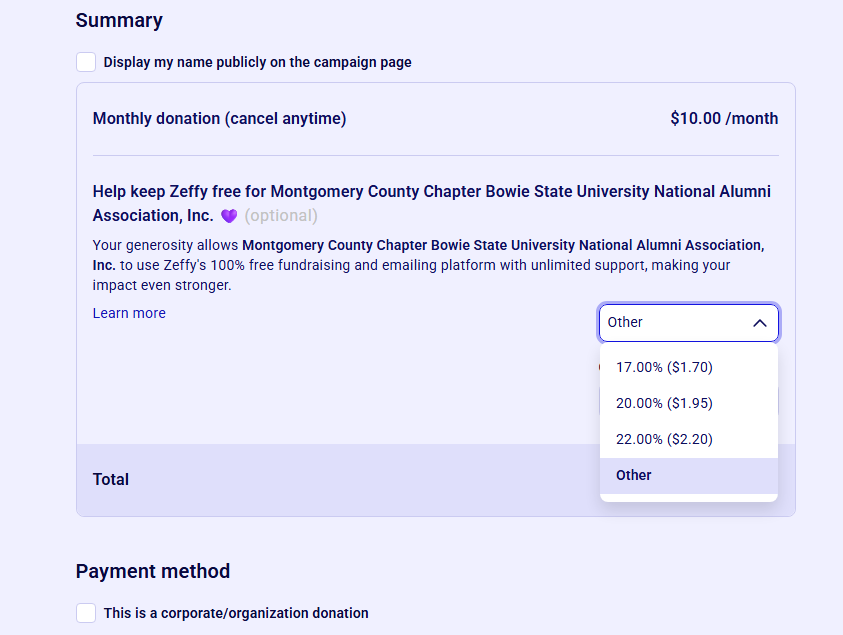 Summary
Display my name publicly on the campaign page
Monthly donation (cancel anytime) $10.00 /month
Help keep Zeffy free for Montgomery County Chapter Bowie State University National Alumni
Association, Inc. 💜 (optional)
Your generosity allows Montgomery County Chapter Bowie State University National Alumni Association,
Inc. to use Zeffy's 100% free fundraising and emailing platform with unlimited support, making your
impact even stronger.
Learn more
Other
17.00% ($1.70)
20.00% ($1.95)
22.00% ($2.20)
Other
Total
Payment method
This is a corporate/organization donation